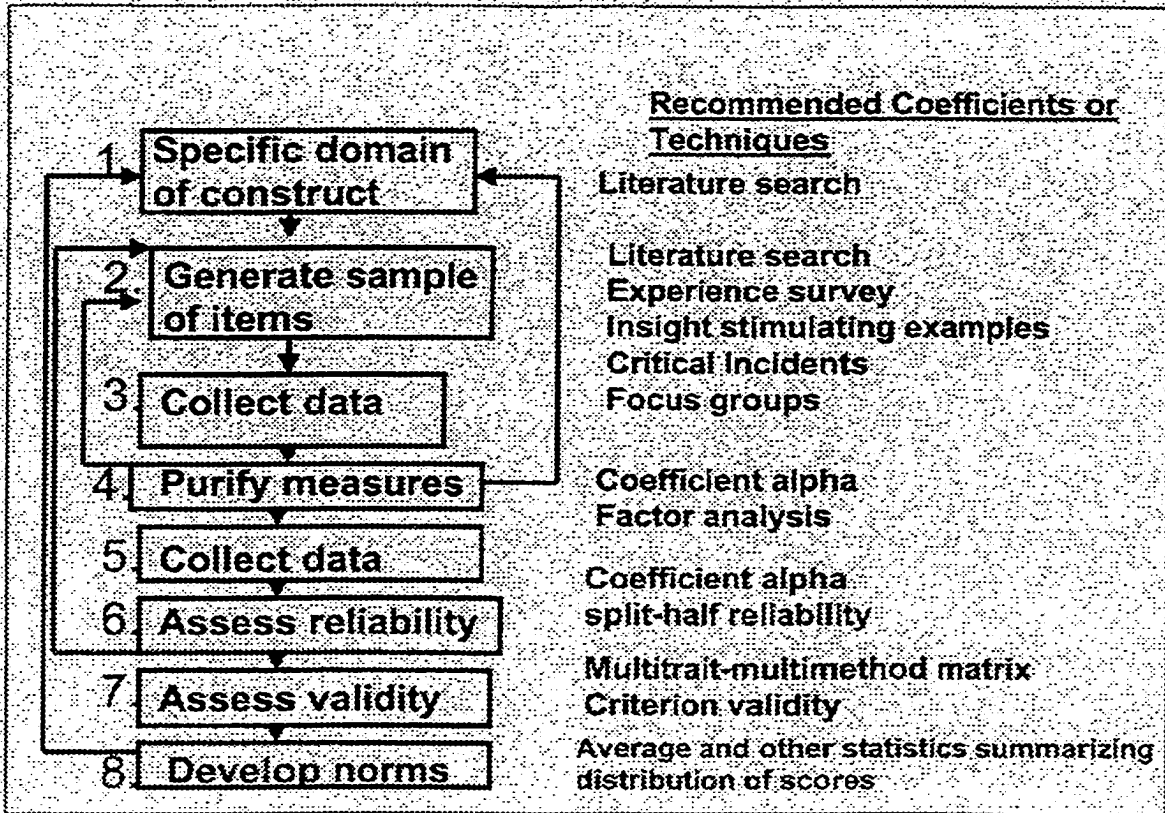 Recommended Coefficients or
Techniques
1. Specific domain
of construct
Literature search
2. Generate sample
of items
Literature search
Experience survey
Insight stimulating examples
Critical Incidents
Focus groups
3. Collect data
4. Purify measures
Coefficient alpha
Factor analysis
5. Collect data
6. Assess reliability
Coefficient alpha
split-half reliability
7. Assess validity
Multitrait-multimethod matrix
Criterion validity
8. Develop norms
Average and other statistics summarizing
distribution of scores